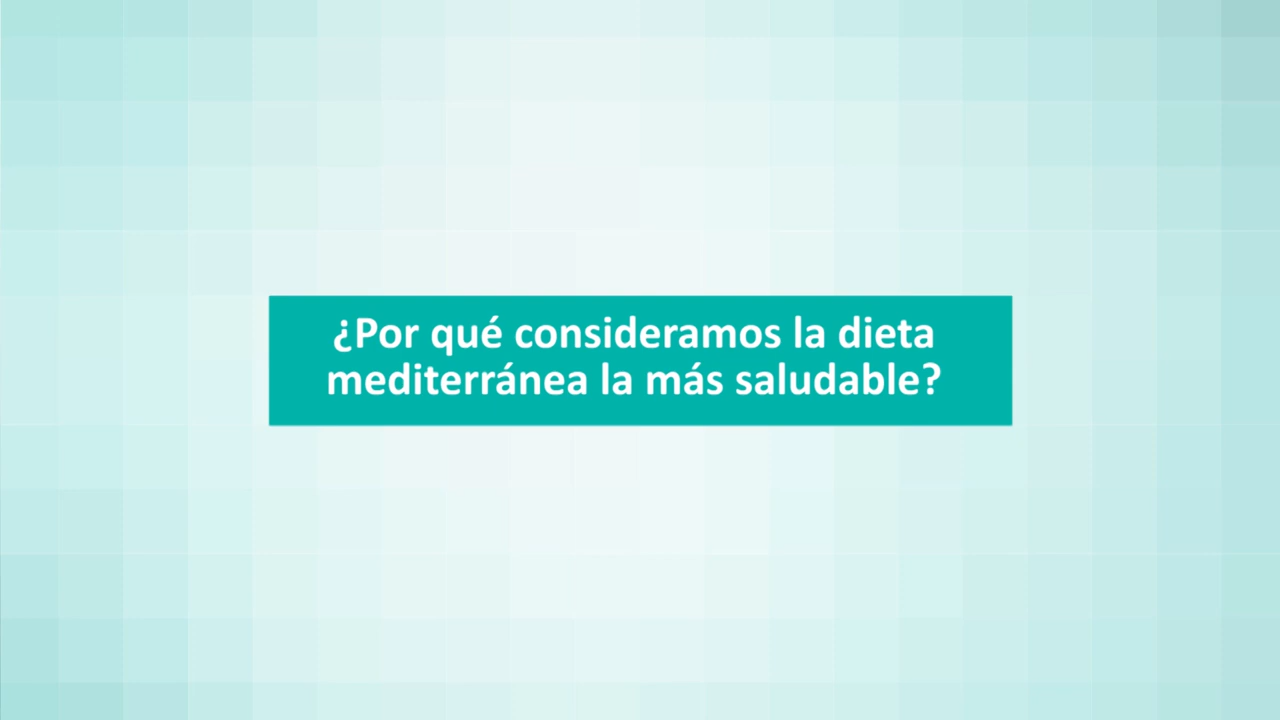 ¿Por qué consideramos la dieta
mediterránea la más saludable?